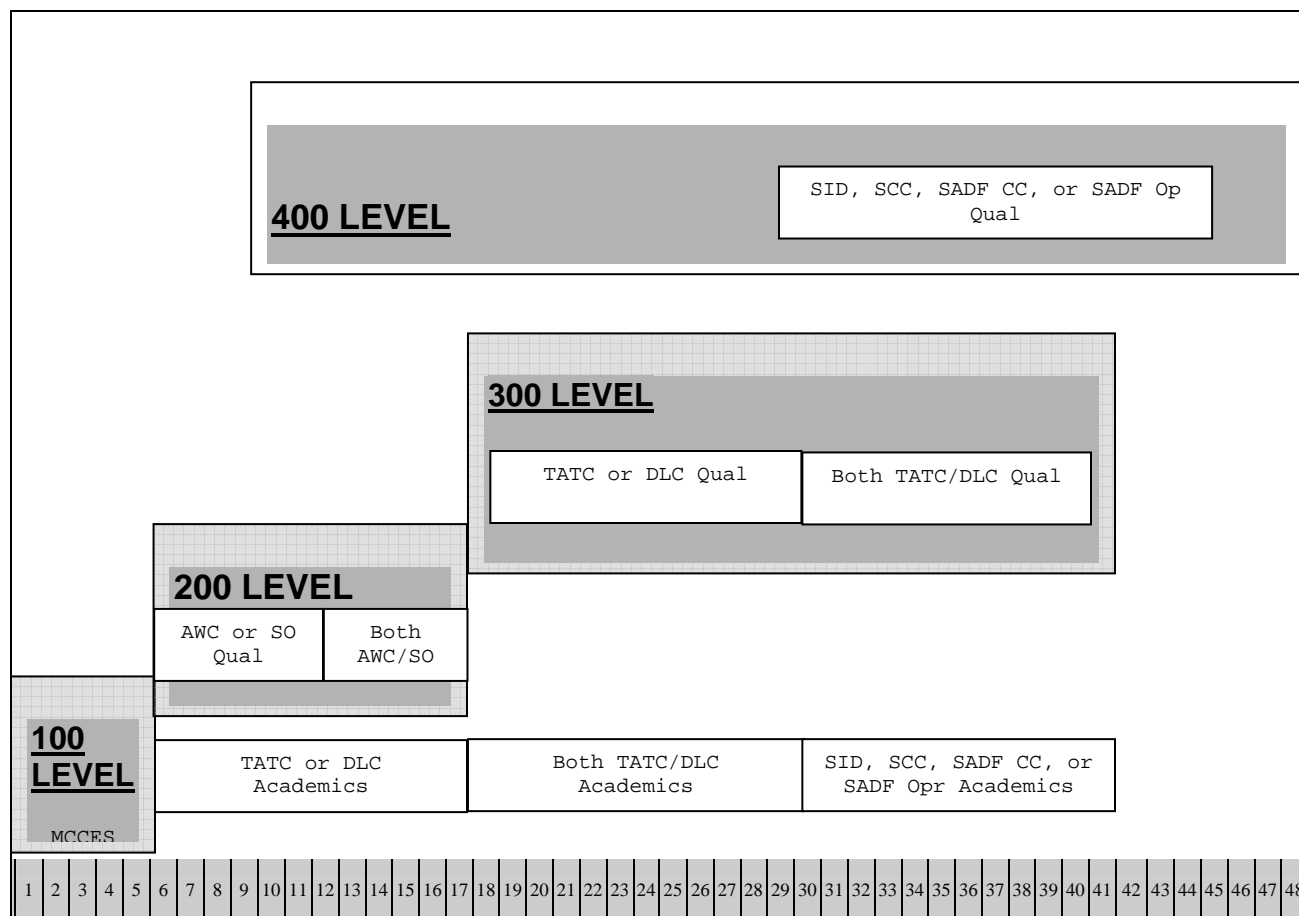 400 LEVEL
SID, SCC, SADF CC, or SADF Op
Qual
300 LEVEL
TATC or DLC Qual
Both TATC/DLC Qual
200 LEVEL
AWC or SO
Qual
Both
AWC/SO
100
LEVEL
MCCES
TATC or DLC
Academics
Both TATC/DLC
Academics
SID, SCC, SADF CC, or
SADF Opr Academics
1 2 3 4 5 6 7 8 9 10 11 12 13 14 15 16 17 18 19 20 21 22 23 24 25 26 27 28 29 30 31 32 33 34 35 36 37 38 39 40 41 42 43 44 45 46 47 48